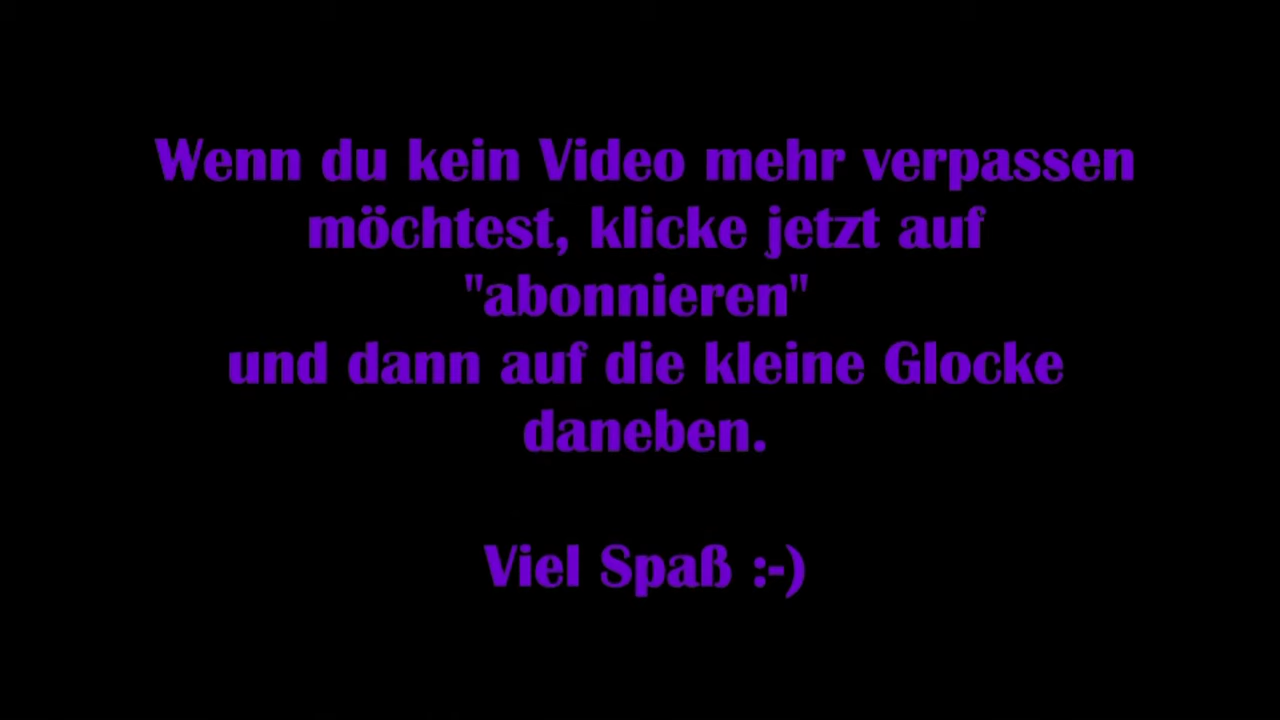 Wenn du kein Video mehr verpassen
möchtest, klicke jetzt auf
"abonnieren"
und dann auf die kleine Glocke
daneben.
Viel Spaß :-)